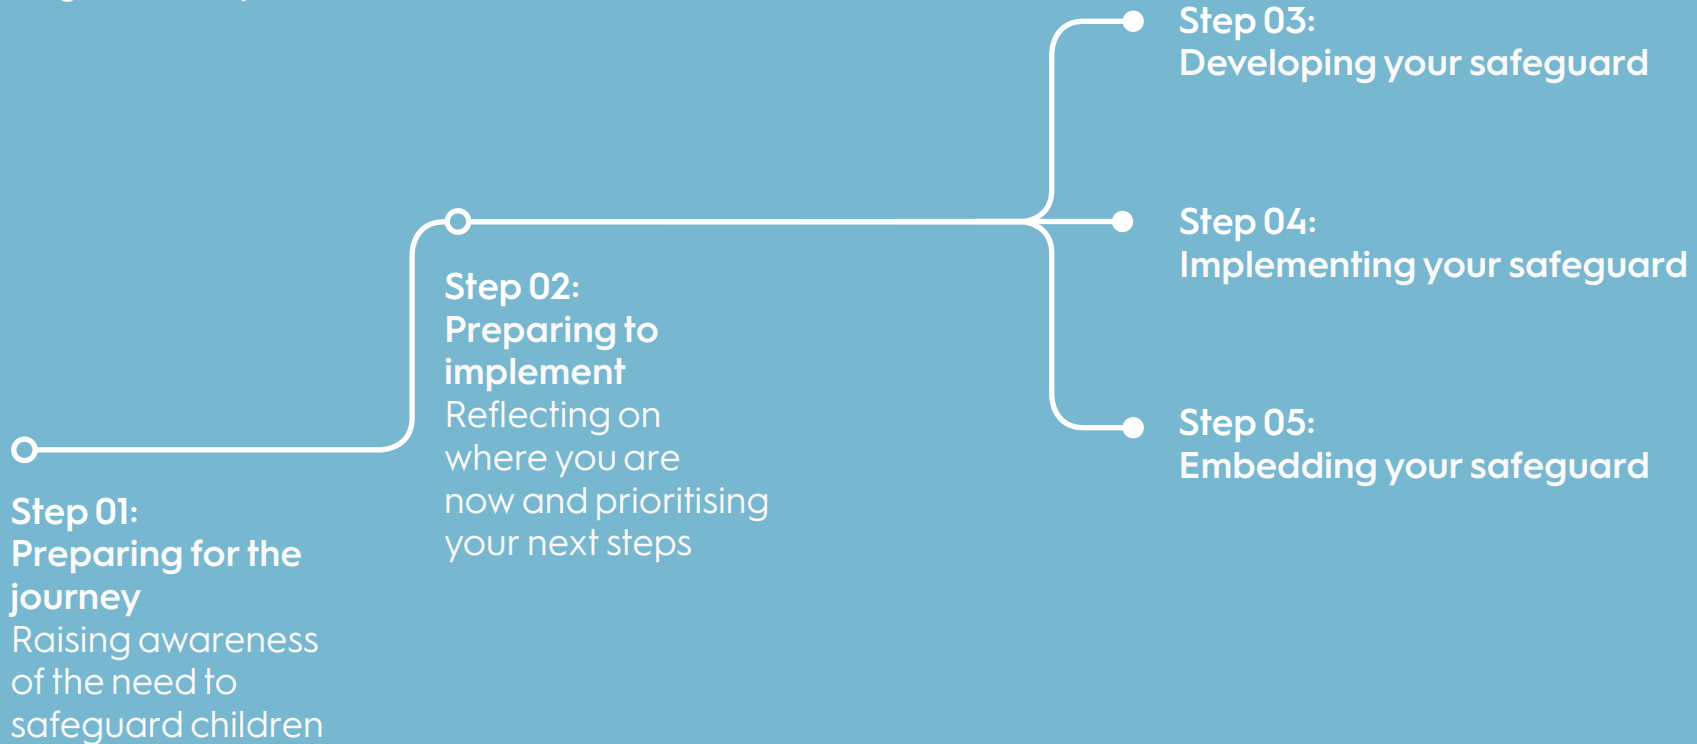 Step 01:
Preparing for the
journey
Raising awareness
of the need to
safeguard children
Step 02:
Preparing to
implement
Reflecting on
where you are
now and prioritising
your next steps
Step 03:
Developing your safeguard
Step 04:
Implementing your safeguard
Step 05:
Embedding your safeguard